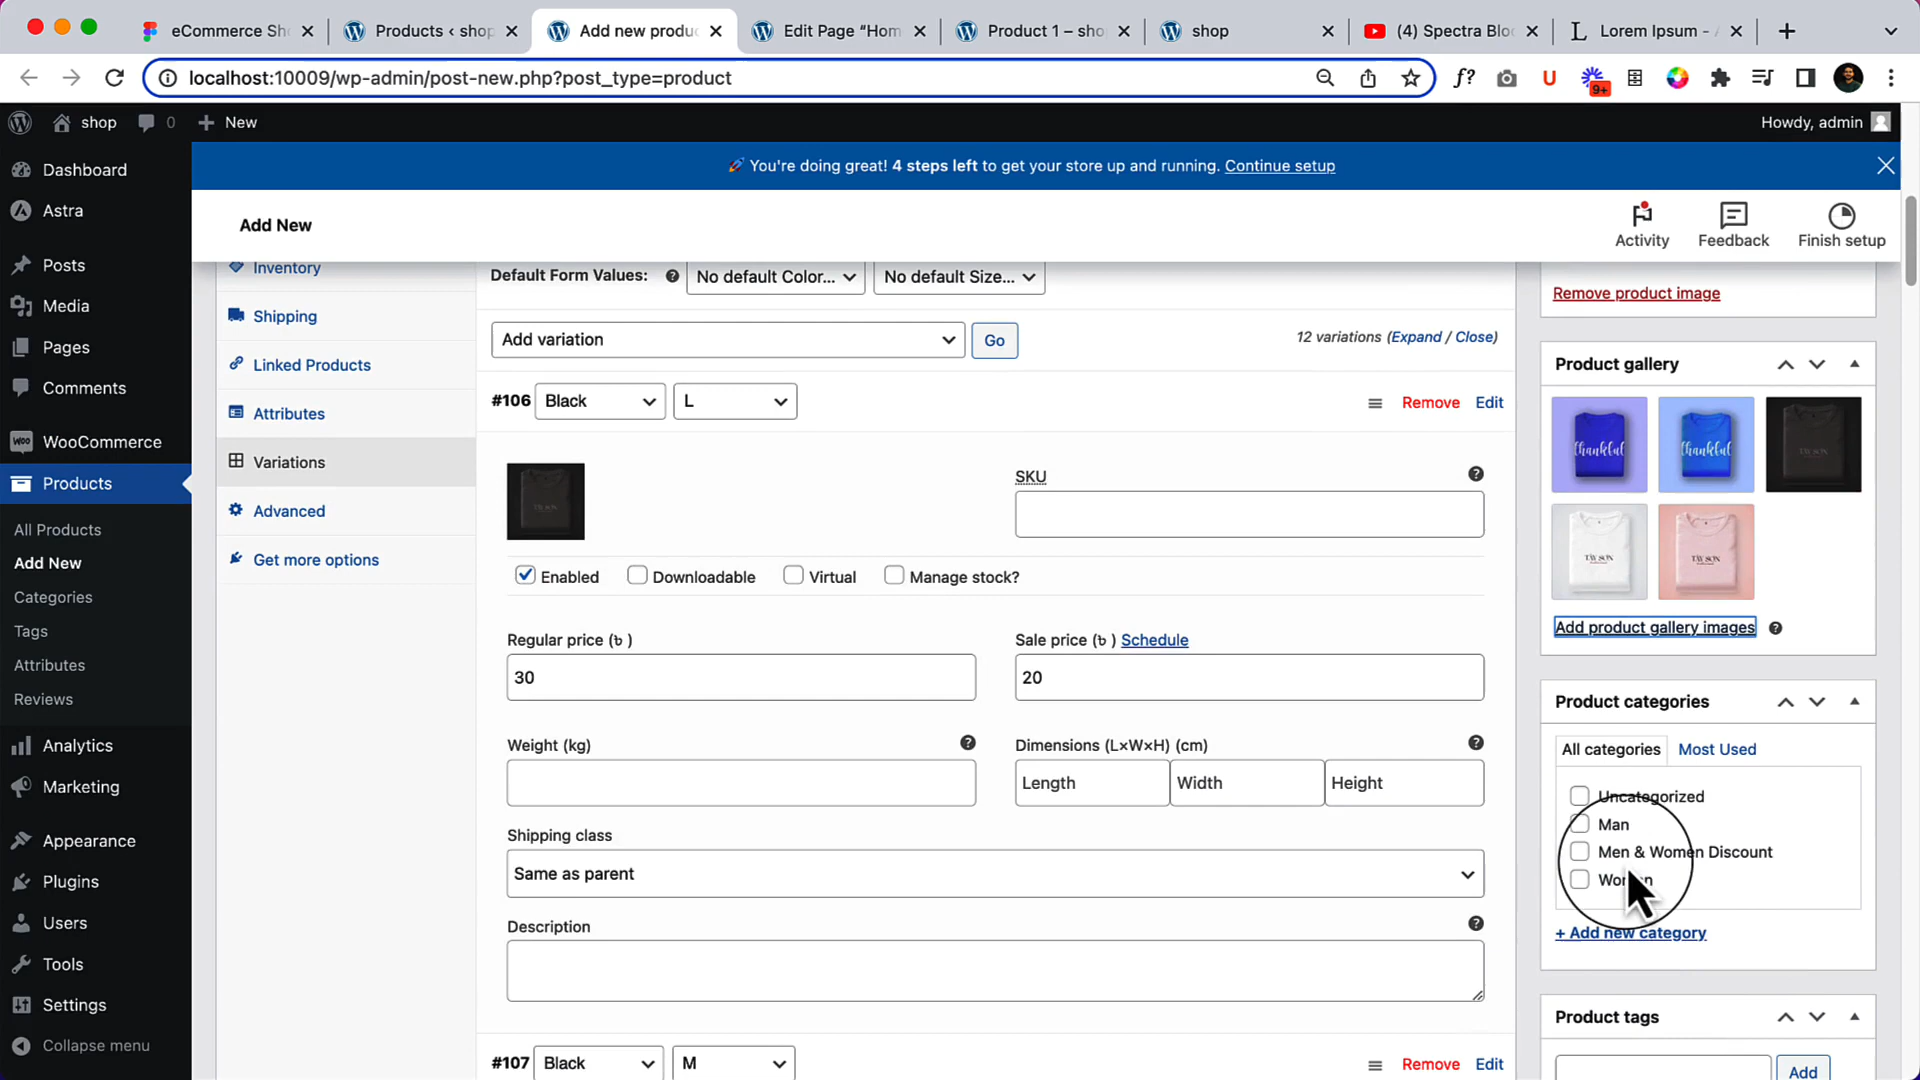 eCommerce Sh
Products ‹ shop
Add new produ
Edit Page “Hom
Product 1 – sho
shop
(4) Spectra Blo
Lorem Ipsum - A
localhost:10009/wp-admin/post-new.php?post_type=product
f?
U
9+
shop
0
New
Howdy, admin
🚀 You're doing great! 4 steps left to get your store up and running. Continue setup
Add New
Activity
Feedback
Finish setup
Dashboard
Astra
Posts
Media
Pages
Comments
WooCommerce
Products
All Products
Add New
Categories
Tags
Attributes
Reviews
Analytics
Marketing
Appearance
Plugins
Users
Tools
Settings
Collapse menu
Inventory
Shipping
Linked Products
Attributes
Variations
Advanced
Get more options
Default Form Values:
No default Color...
No default Size...
Add variation
Go
12 variations (Expand / Close)
#106
Black
L
Remove
Edit
SKU
Enabled
Downloadable
Virtual
Manage stock?
Regular price (৳ )
30
Sale price (৳ ) Schedule
20
Weight (kg)
Dimensions (L×W×H) (cm)
Length
Width
Height
Shipping class
Same as parent
Description
#107
Black
M
Remove
Edit
Remove product image
Product gallery
thankful
thankful
TAY SON
TAY SON
Add product gallery images
Product categories
All categories
Most Used
Uncategorized
Man
Men & Women Discount
Women
+ Add new category
Product tags
Add